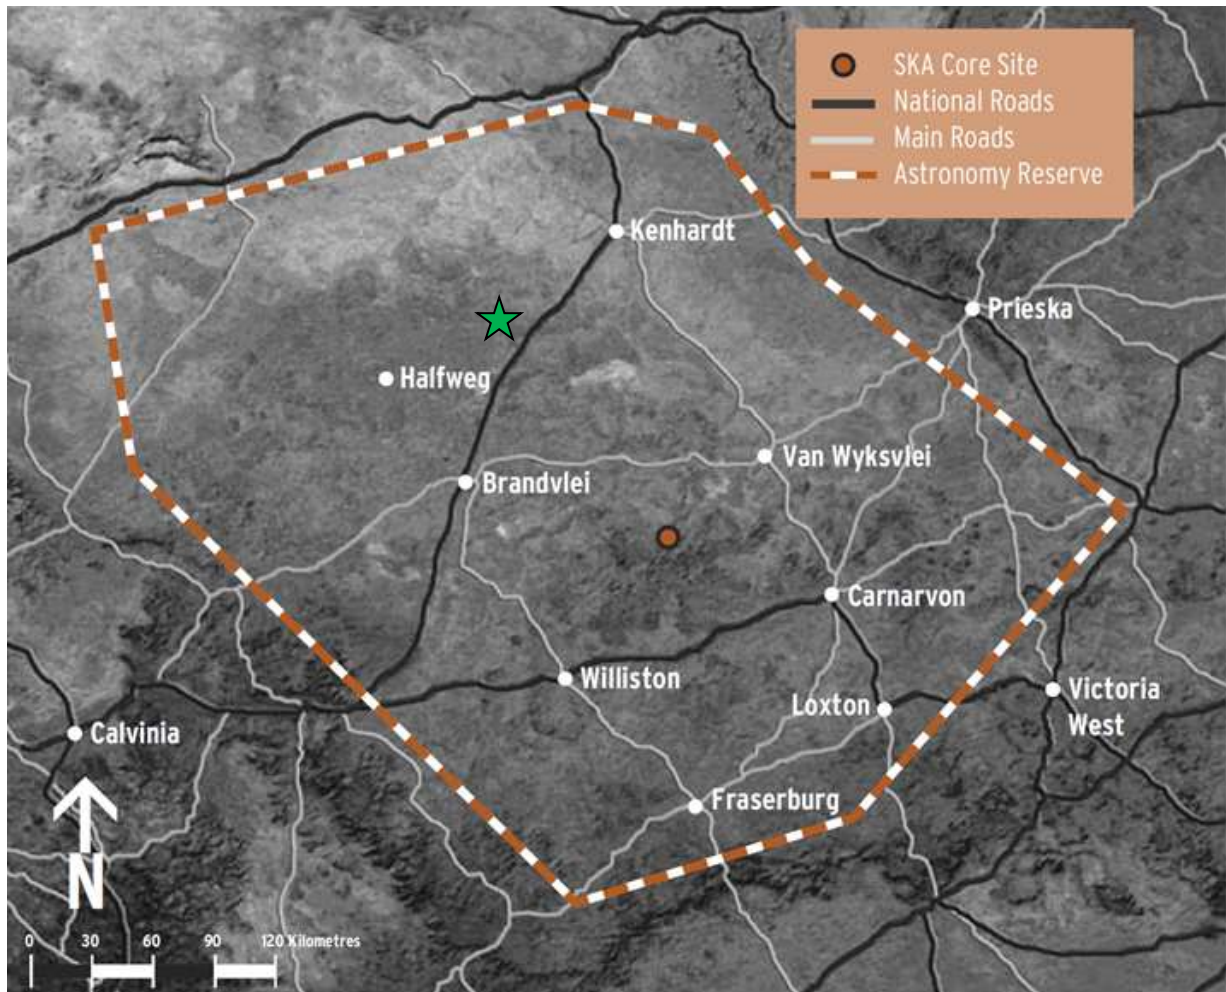 SKA Core Site
National Roads
Main Roads
Astronomy Reserve
Kenhardt
Prieska
Halfweg
Van Wyksvlei
Brandvlei
Carnarvon
Williston
Loxton
Victoria
West
Calvinia
Fraserburg
N
0 30 60 90 120 Kilometres